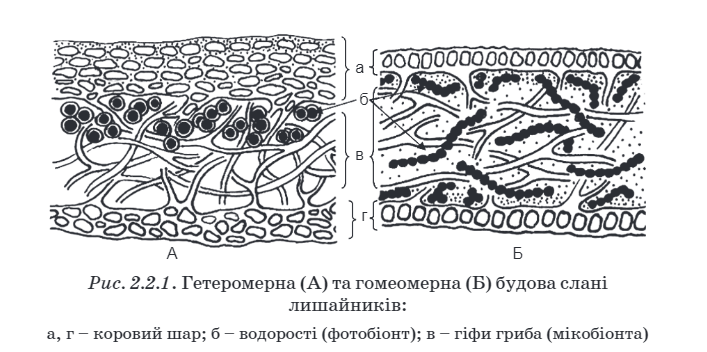 а
б
в
г
А
Б
Рис. 2.2.1. Гетеромерна (А) та гомеомерна (Б) будова слані
лишайників:
а, г – коровий шар; б – водорості (фотобіонт); в – гіфи гриба (мікобіонта)